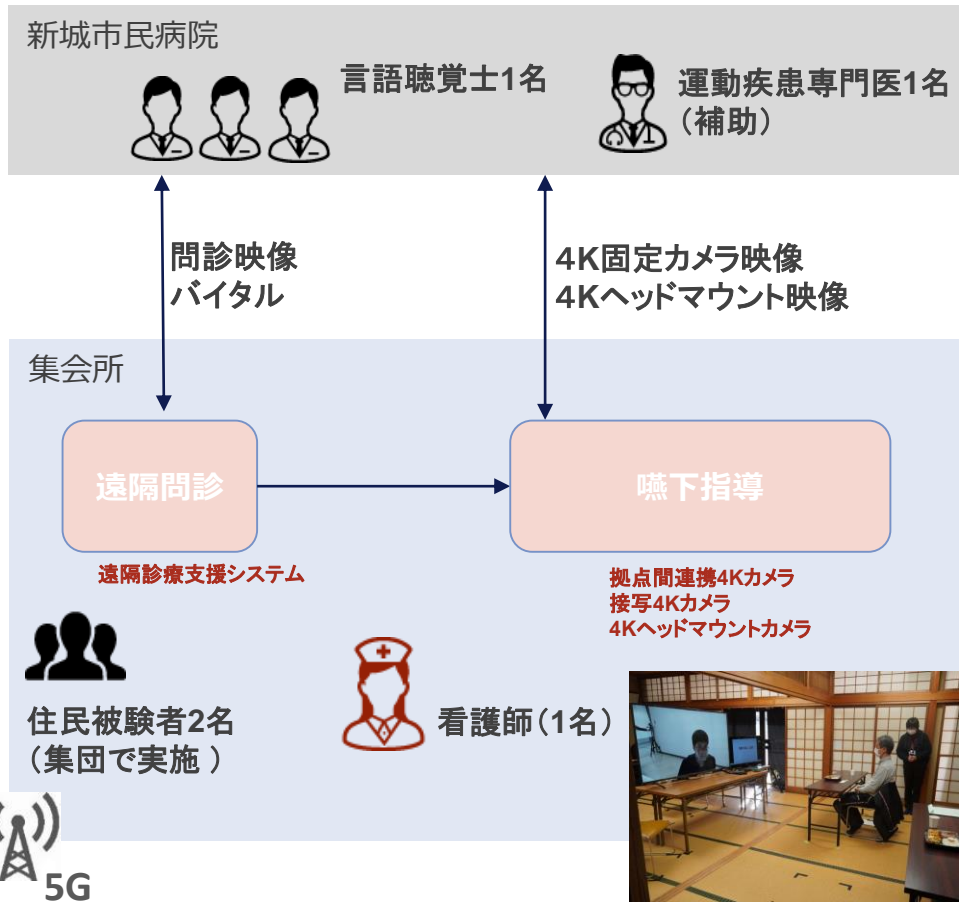 新城市民病院
言語聴覚士1名
運動疾患専門医1名
（補助）
問診映像
バイタル
4K固定カメラ映像
4Kヘッドマウント映像
集会所
遠隔問診
嚥下指導
遠隔診療支援システム
拠点間連携4Kカメラ
接写4Kカメラ
4Kヘッドマウントカメラ
住民被験者2名
（集団で実施 ）
看護師（1名）
5G